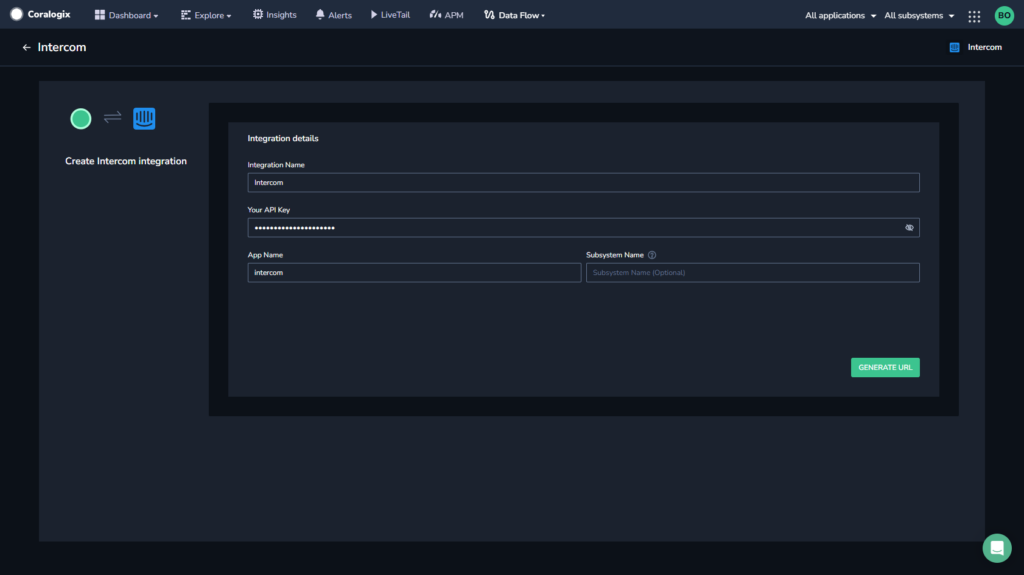 Coralogix Dashboard Explore Insights Alerts LiveTail APM Data Flow All applications All subsystems BO
Intercom Intercom
Create Intercom integration
Integration details
Integration Name
Intercom
Your API Key
••••••••••••••••••••
App Name Subsystem Name
intercom Subsystem Name (Optional)
GENERATE URL